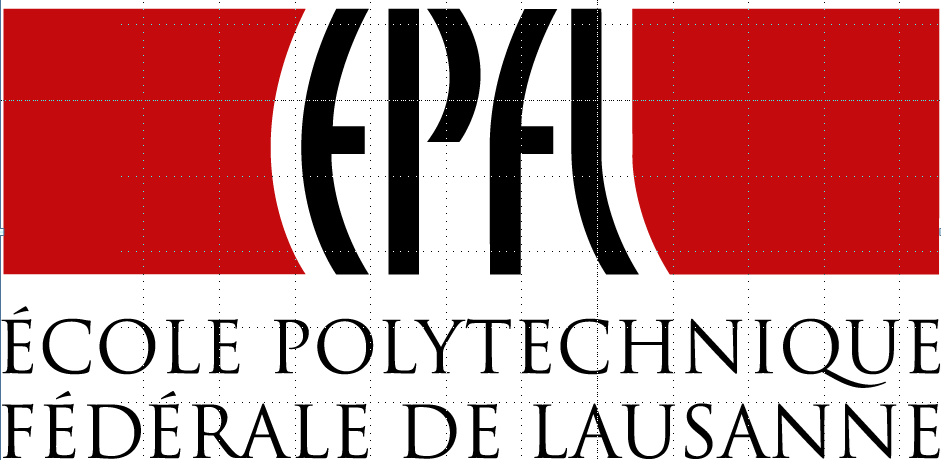 EPFL
ÉCOLE POLYTECHNIQUE
FÉDÉRALE DE LAUSANNE